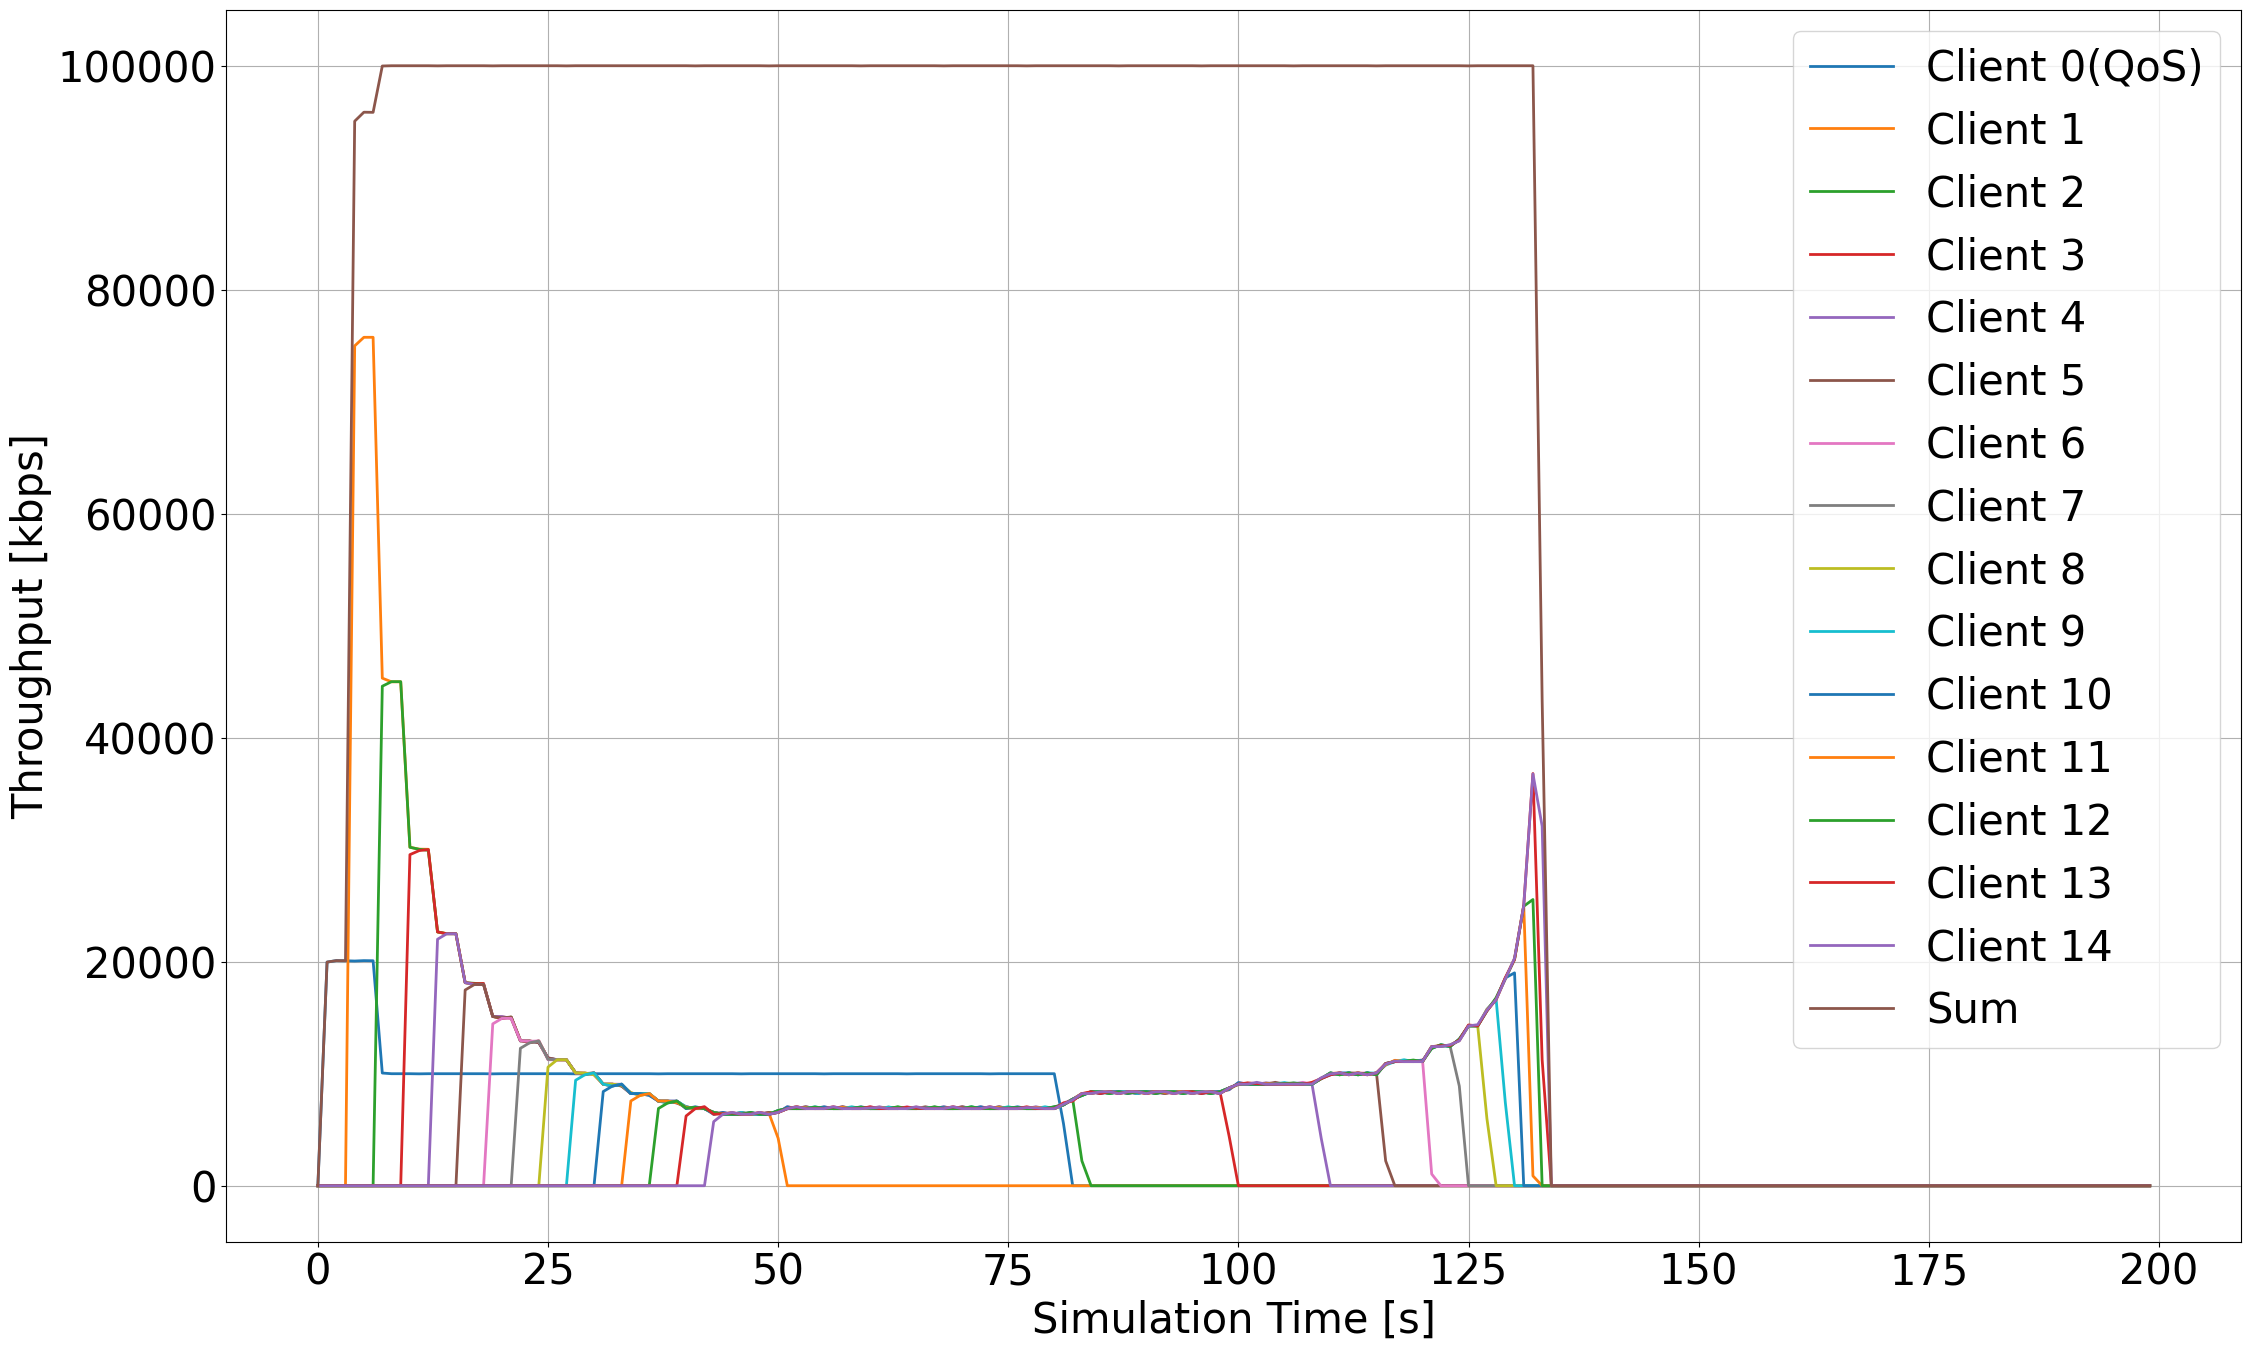 Throughput [kbps]
100000
80000
60000
40000
20000
0
0 25 50 75 100 125 150 175 200
Simulation Time [s]
Client 0(QoS)
Client 1
Client 2
Client 3
Client 4
Client 5
Client 6
Client 7
Client 8
Client 9
Client 10
Client 11
Client 12
Client 13
Client 14
Sum